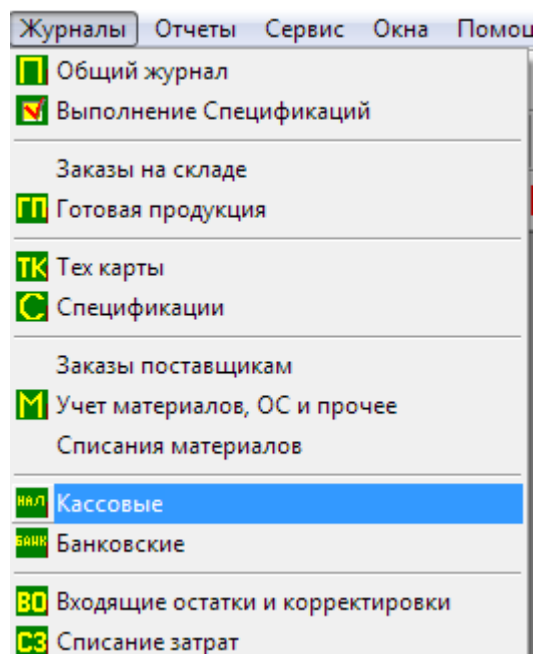 Журналы Отчеты Сервис Окна Помощ
П Общий журнал
Выполнение Спецификаций
Заказы на складе
ГП Готовая продукция
ТК Тех карты
С Спецификации
Заказы поставщикам
М Учет материалов, ОС и прочее
Списания материалов
НАЛ Кассовые
БАНК Банковские
ВО Входящие остатки и корректировки
СЗ Списание затрат